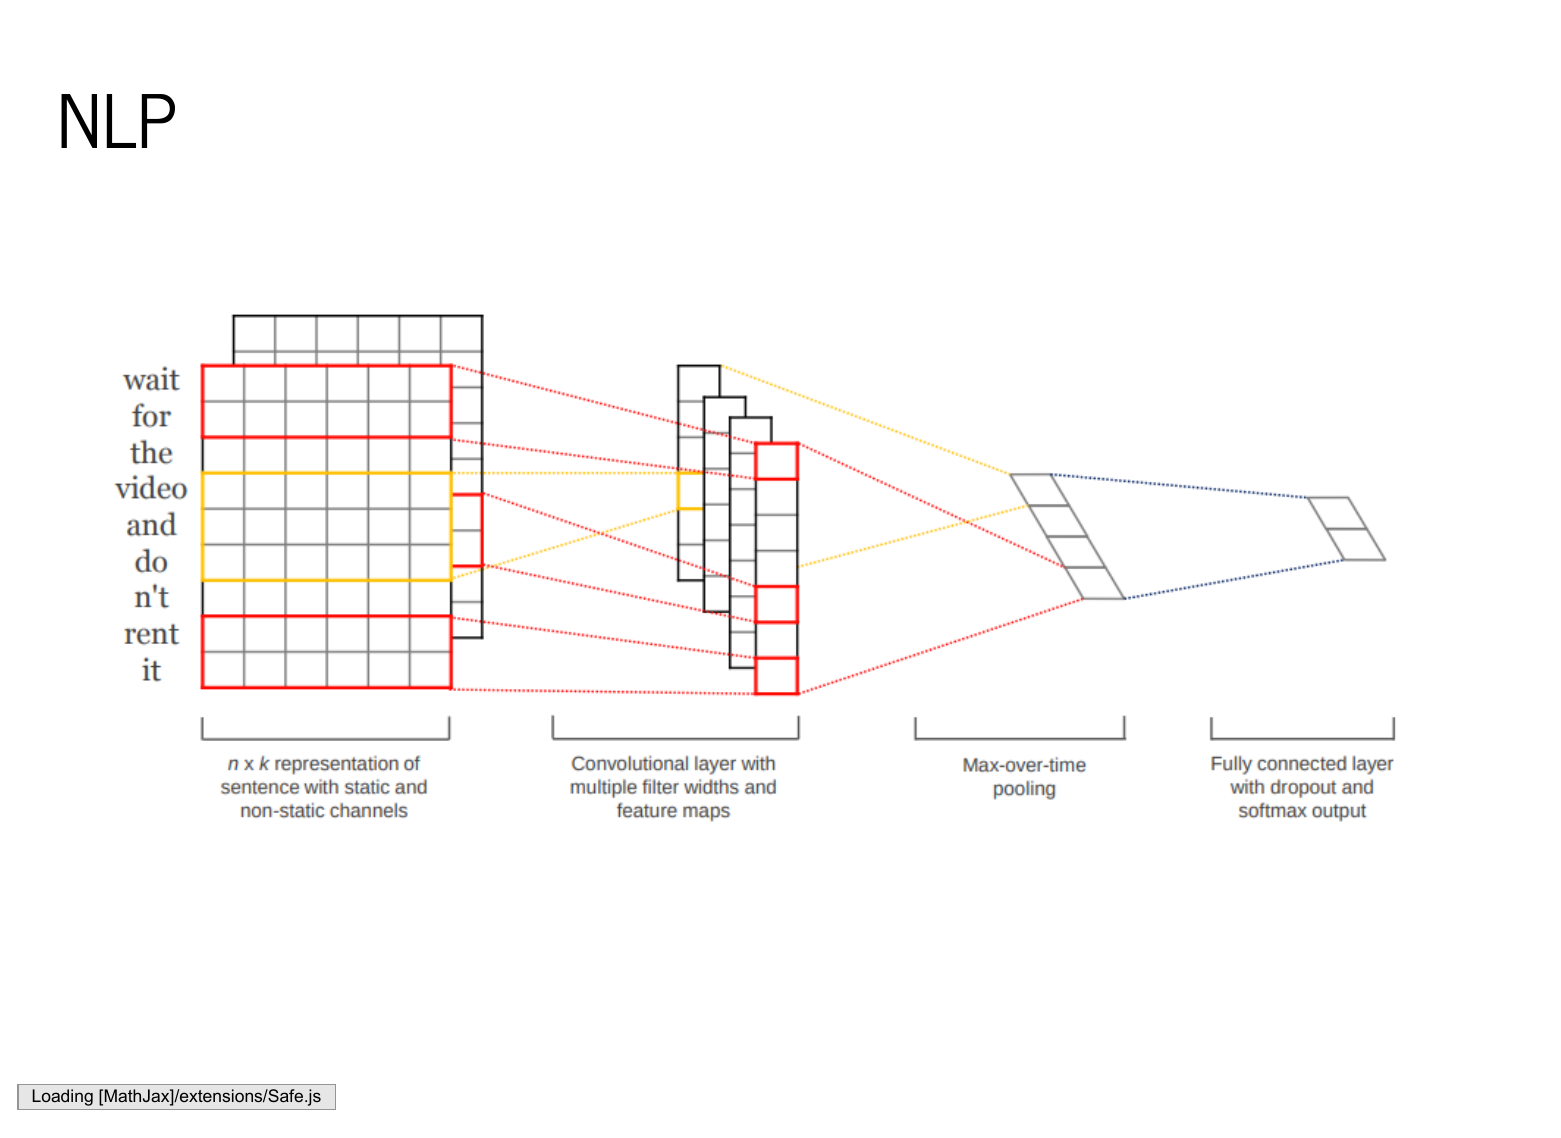 NLP
wait
for
the
video
and
do
n't
rent
it
n x k representation of
sentence with static and
non-static channels
Convolutional layer with
multiple filter widths and
feature maps
Max-over-time
pooling
Fully connected layer
with dropout and
softmax output
Loading [MathJax]/extensions/Safe.js